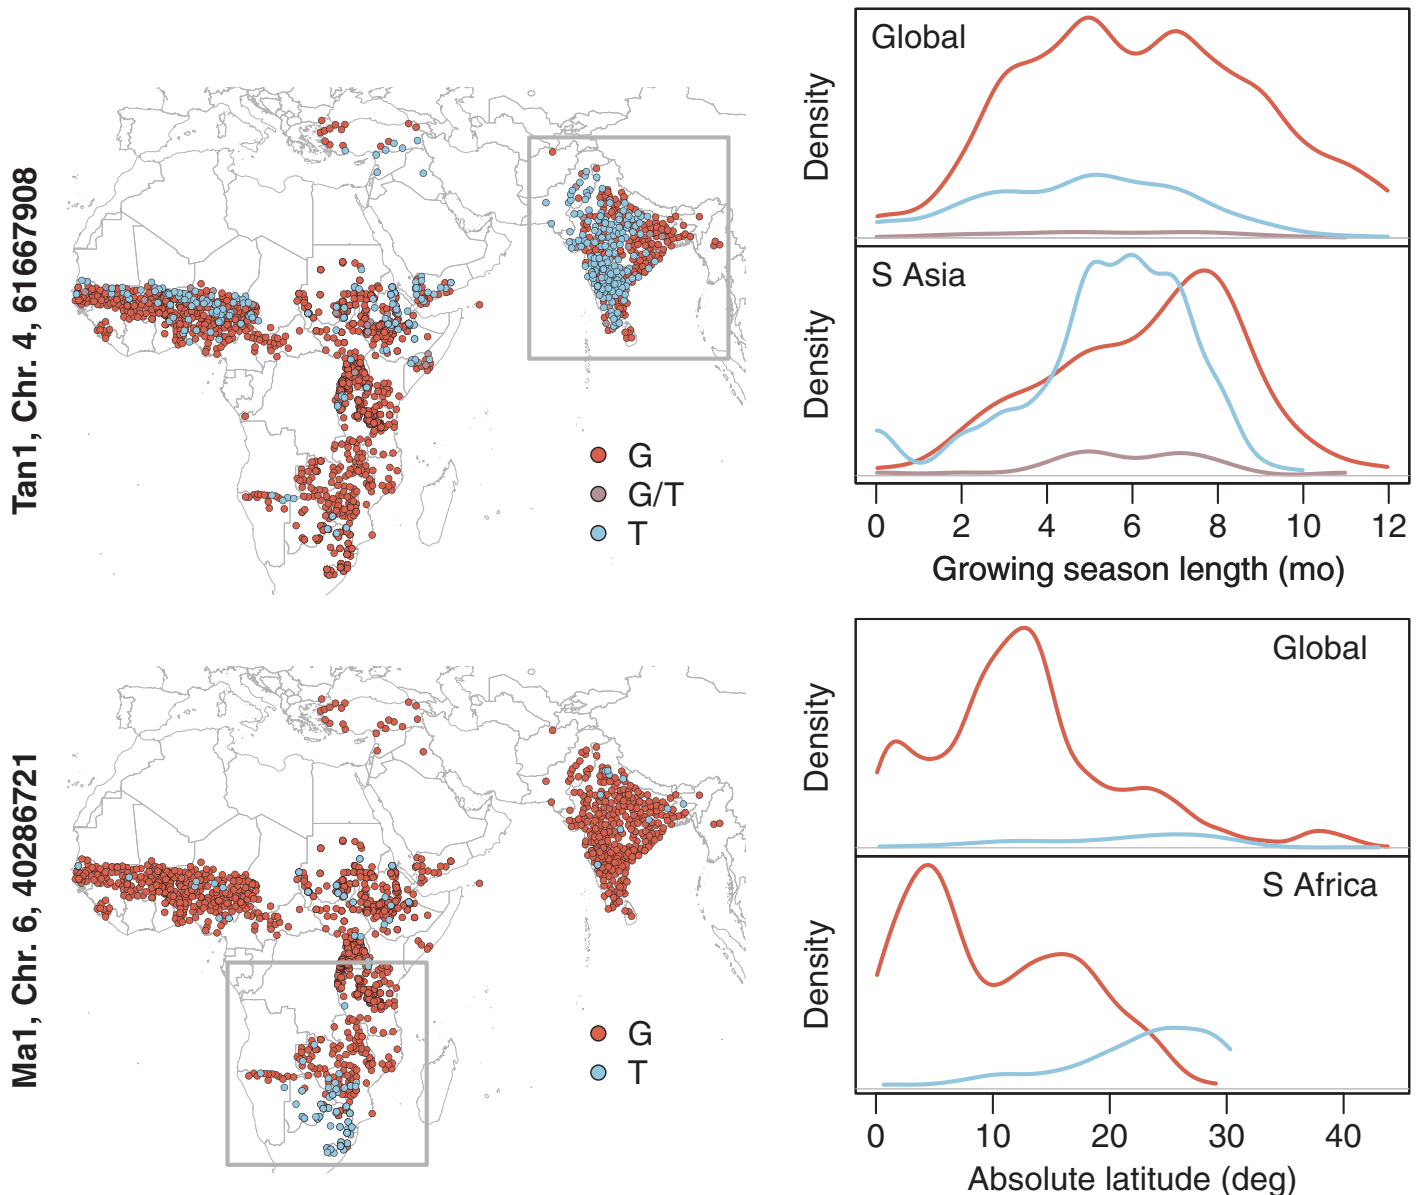 Tan1, Chr. 4, 61667908
G
G/T
T
Global
Density
S Asia
Density
0 2 4 6 8 10 12
Growing season length (mo)
Ma1, Chr. 6, 40286721
G
T
Global
Density
S Africa
Density
0 10 20 30 40
Absolute latitude (deg)